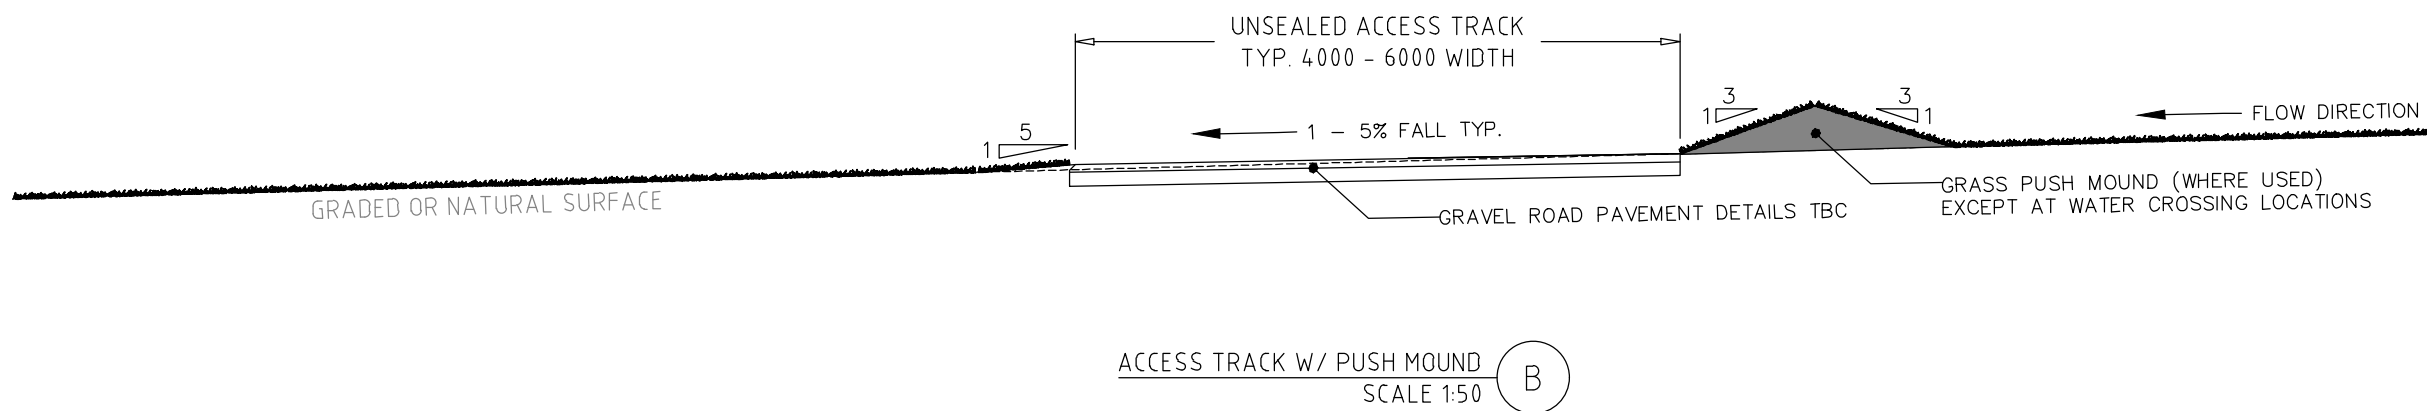 UNSEALED ACCESS TRACK
TYP. 4000 - 6000 WIDTH
3
1
3
1
FLOW DIRECTION
1 - 5% FALL TYP.
5
1
GRADED OR NATURAL SURFACE
GRAVEL ROAD PAVEMENT DETAILS TBC
GRASS PUSH MOUND (WHERE USED)
EXCEPT AT WATER CROSSING LOCATIONS
ACCESS TRACK W/ PUSH MOUND
SCALE 1:50
B